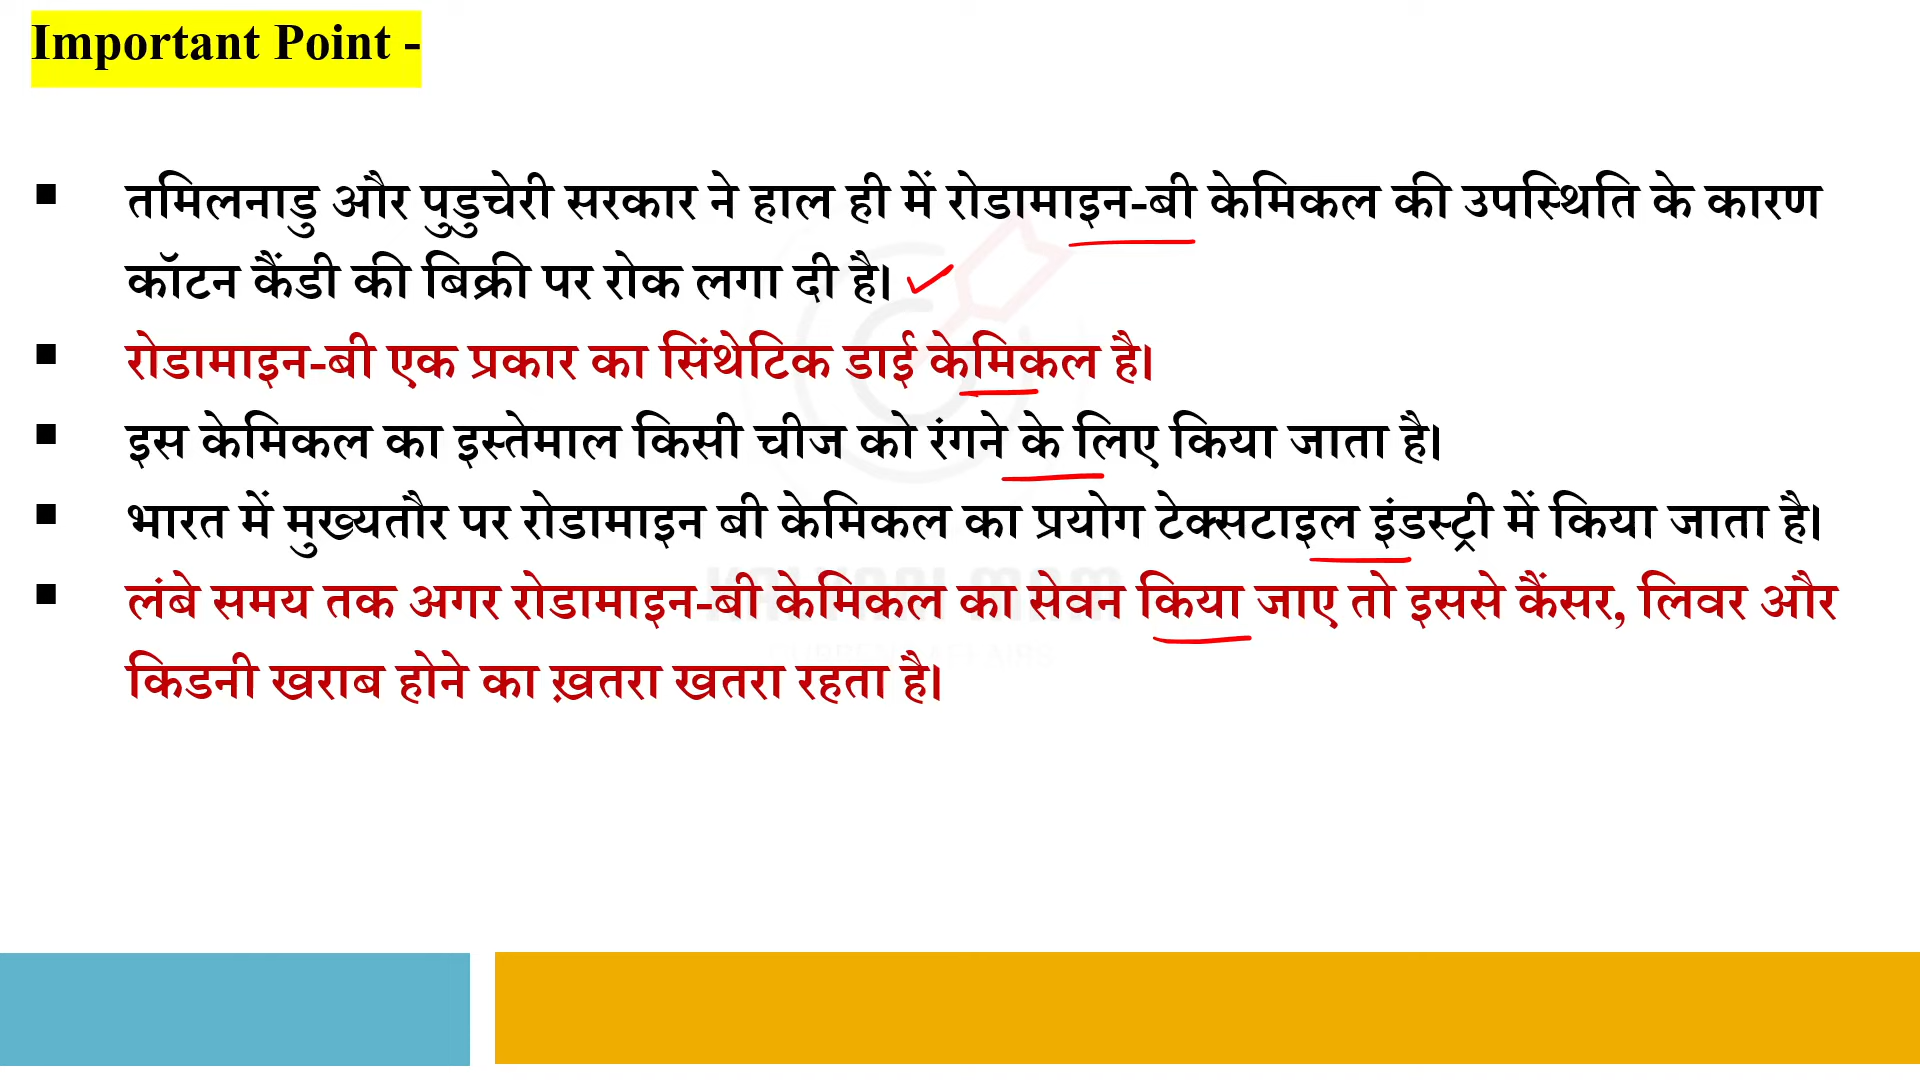 Important Point -
तमिलनाडु और पुडुचेरी सरकार ने हाल ही में रोडामाइन-बी केमिकल की उपस्थिति के कारण
कॉटन कैंडी की बिक्री पर रोक लगा दी है।
रोडामाइन-बी एक प्रकार का सिंथेटिक डाई केमिकल है।
इस केमिकल का इस्तेमाल किसी चीज को रंगने के लिए किया जाता है।
भारत में मुख्यतौर पर रोडामाइन बी केमिकल का प्रयोग टेक्सटाइल इंडस्ट्री में किया जाता है।
लंबे समय तक अगर रोडामाइन-बी केमिकल का सेवन किया जाए तो इससे कैंसर, लिवर और
किडनी खराब होने का ख़तरा खतरा रहता है।